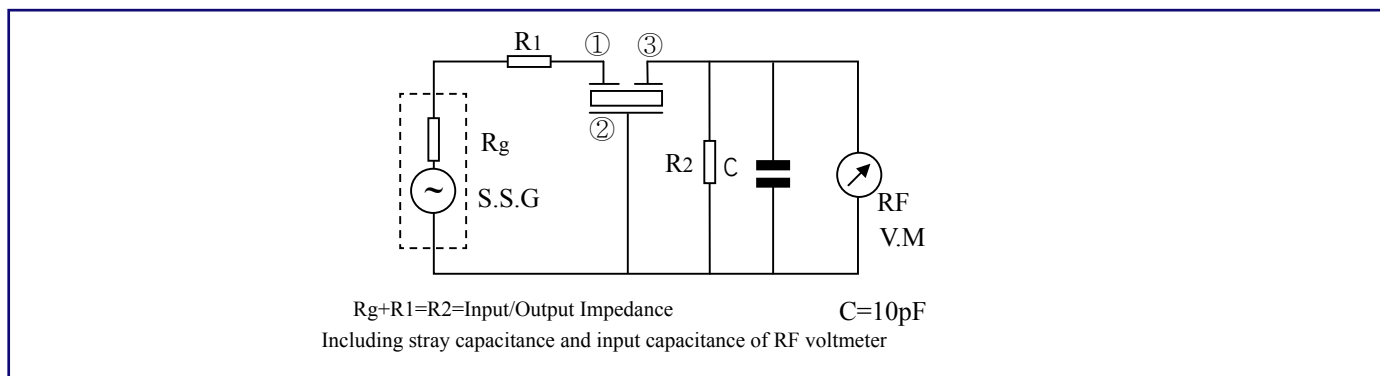 R1
①
③
②
Rg
S.S.G
R2
C
RF
V.M
Rg+R1=R2=Input/Output Impedance
C=10pF
Including stray capacitance and input capacitance of RF voltmeter